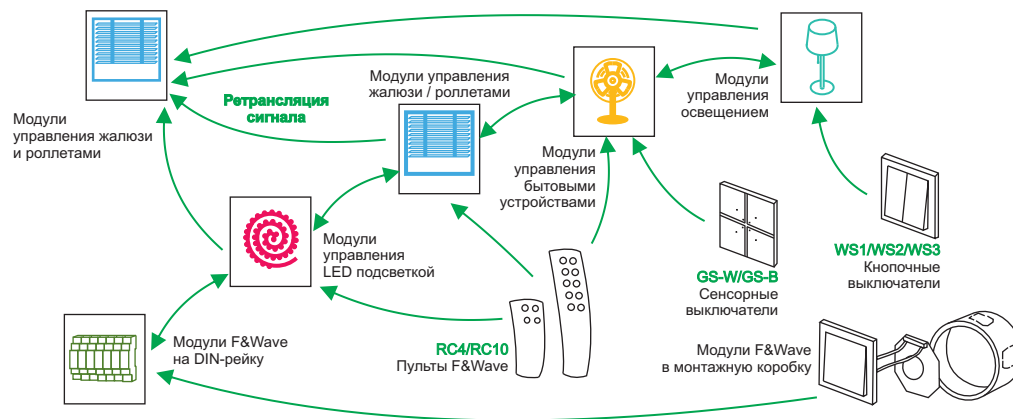 Модули
управления жалюзи
и роллетами
Ретрансляция
сигнала
Модули управления
жалюзи / роллетами
Модули
управления
бытовыми
устройствами
Модули
управления
освещением
Модули
управления
LED подсветкой
GS-W/GS-B
Сенсорные
выключатели
WS1/WS2/WS3
Кнопочные
выключатели
Модули F&Wave
на DIN-рейку
RC4/RC10
Пульты F&Wave
Модули F&Wave
в монтажную коробку